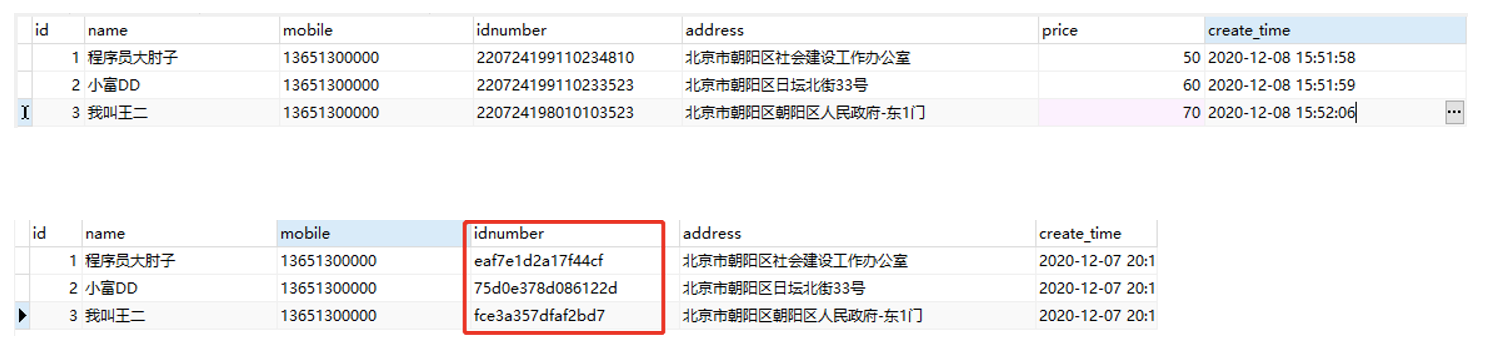 id name mobile idnumber address price create_time
1 程序员大肘子 13651300000 220724199110234810 北京市朝阳区社会建设工作办公室 50 2020-12-08 15:51:58
2 小富DD 13651300000 220724199110233523 北京市朝阳区日坛北街33号 60 2020-12-08 15:51:59
3 我叫王二 13651300000 220724198010103523 北京市朝阳区朝阳区人民政府-东1门 70 2020-12-08 15:52:06
id name mobile idnumber address create_time
1 程序员大肘子 13651300000 eaf7e1d2a17f44cf 北京市朝阳区社会建设工作办公室 2020-12-07 20:1
2 小富DD 13651300000 75d0e378d086122d 北京市朝阳区日坛北街33号 2020-12-07 20:1
3 我叫王二 13651300000 fce3a357dfaf2bd7 北京市朝阳区朝阳区人民政府-东1门 2020-12-07 20:1